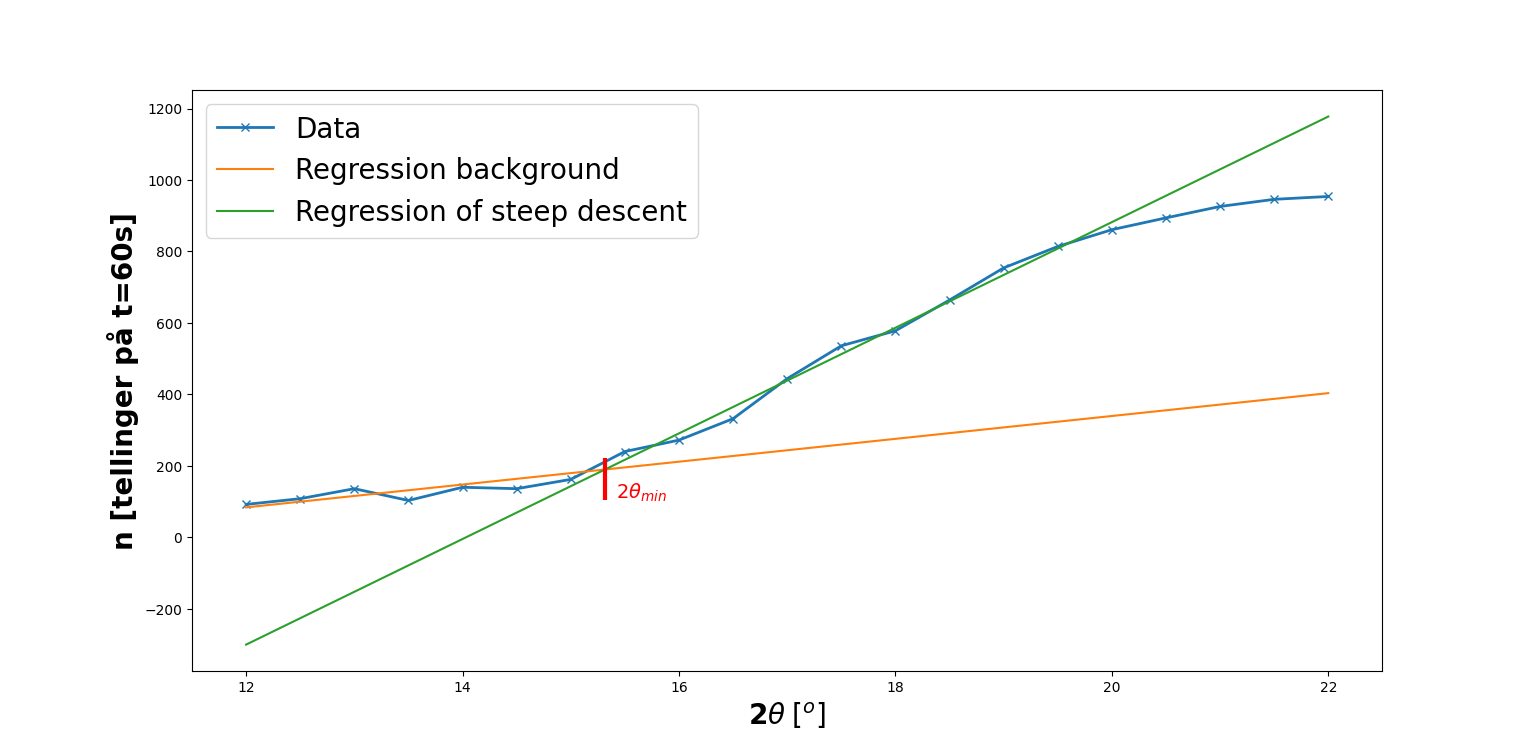 Data
Regression background
Regression of steep descent
n [tellinger på t=60s]
1200
1000
800
600
400
200
0
−200
2θmin
12
14
16
18
20
22
2θ [o]